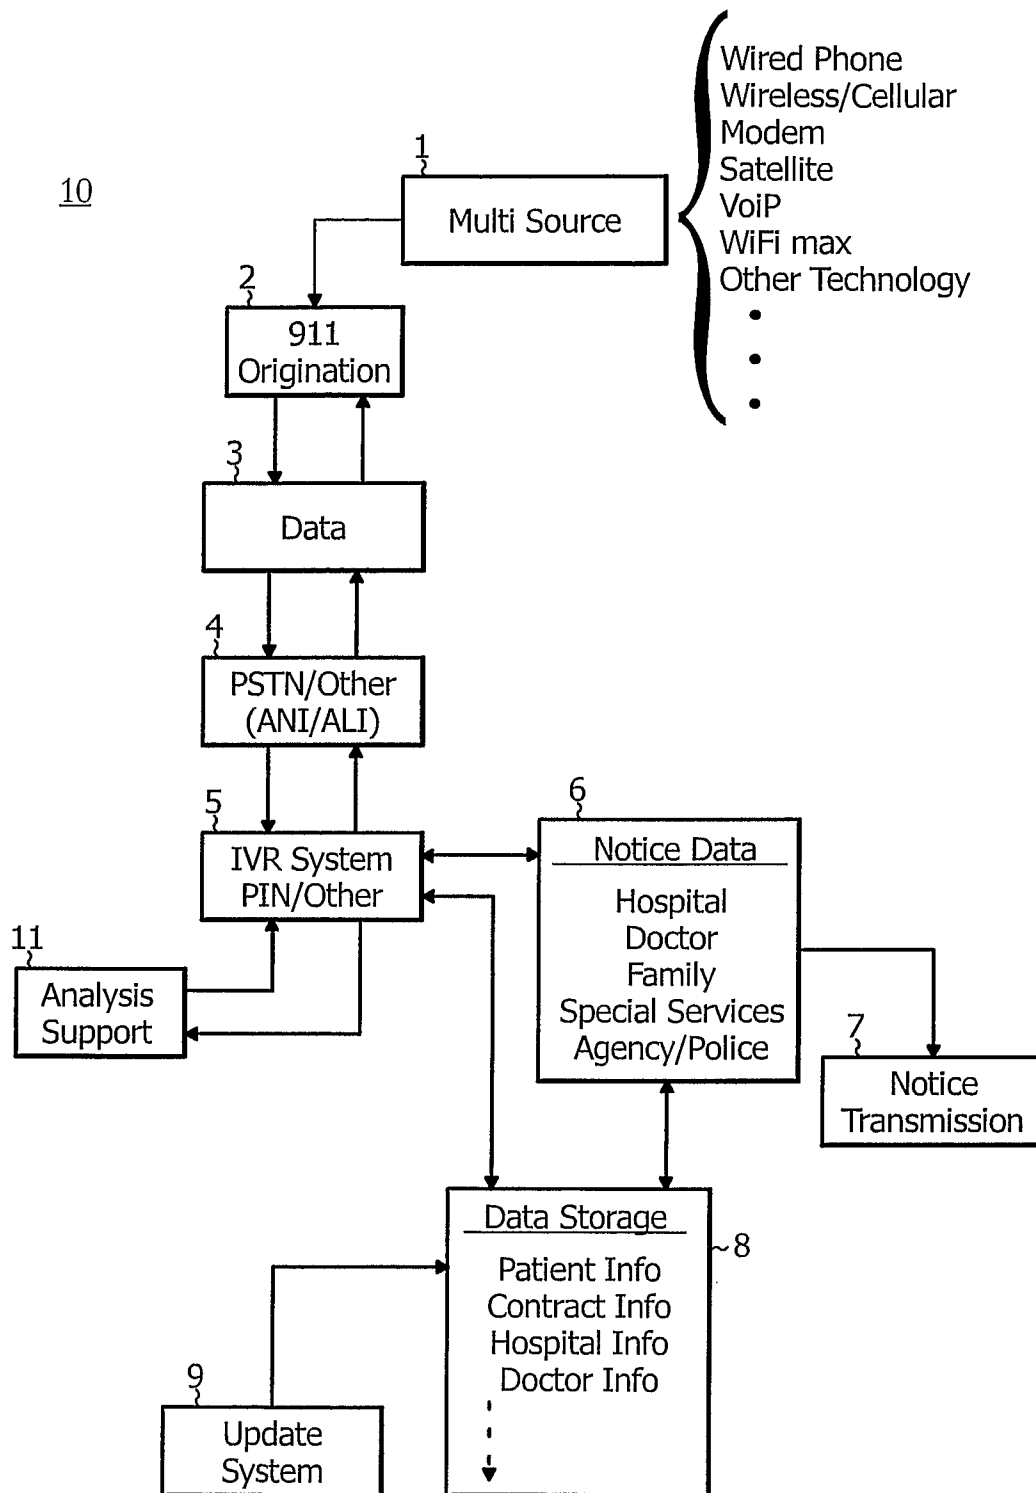 10
1
Multi Source
Wired Phone
Wireless/Cellular
Modem
Satellite
VoiP
WiFi max
Other Technology
2
911
Origination
3
Data
4
PSTN/Other
(ANI/ALI)
5
IVR System
PIN/Other
6
Notice Data
Hospital
Doctor
Family
Special Services
Agency/Police
11
Analysis
Support
7
Notice
Transmission
8
Data Storage
Patient Info
Contract Info
Hospital Info
Doctor Info
9
Update
System